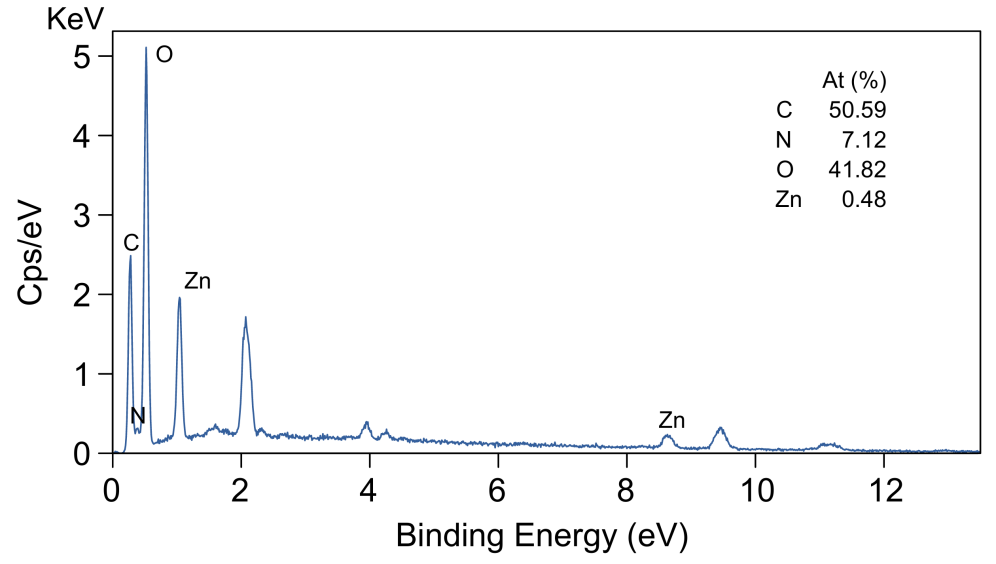 KeV
5
4
3
2
1
0
Cps/eV
O
C
N
Zn
Zn
At (%)
C 50.59
N 7.12
O 41.82
Zn 0.48
0 2 4 6 8 10 12
Binding Energy (eV)